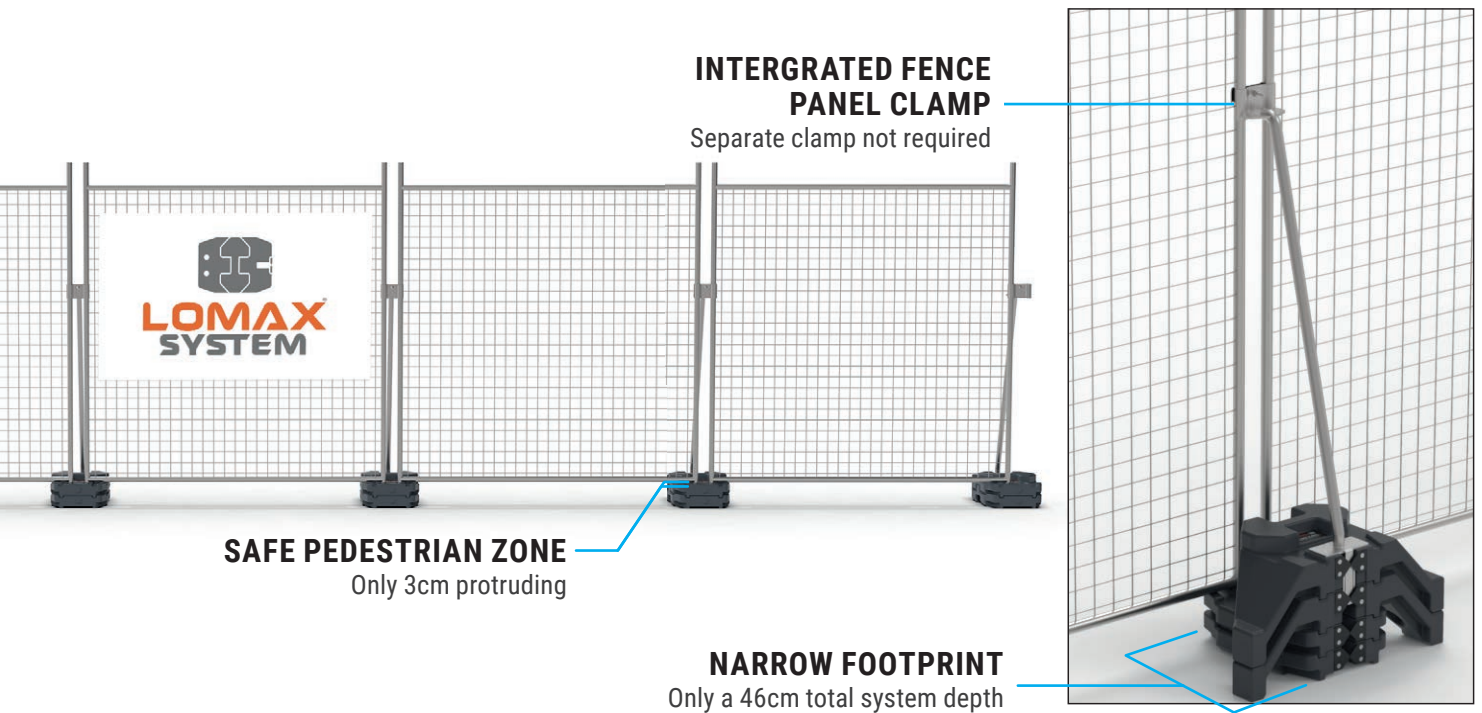 INTERGRATED FENCE
PANEL CLAMP
Separate clamp not required
LOMAX
SYSTEM
SAFE PEDESTRIAN ZONE
Only 3cm protruding
NARROW FOOTPRINT
Only a 46cm total system depth